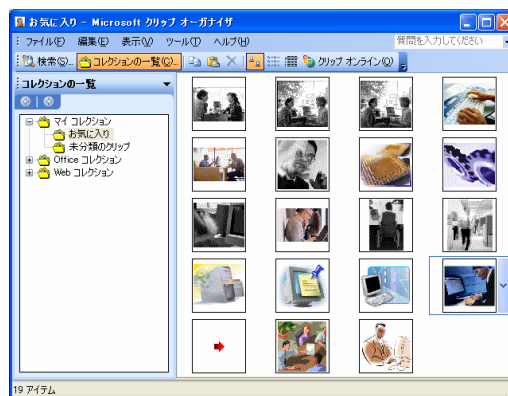 お気に入り - Microsoft クリップ オーガナイザ
ファイル(F) 編集(E) 表示(V) ツール(T) ヘルプ(H) 質問を入力してください
検索(S)... コレクションの一覧(C)... クリップ オンライン(O)
コレクションの一覧
マイ コレクション
お気に入り
未分類のクリップ
Office コレクション
Web コレクション
19 アイテム